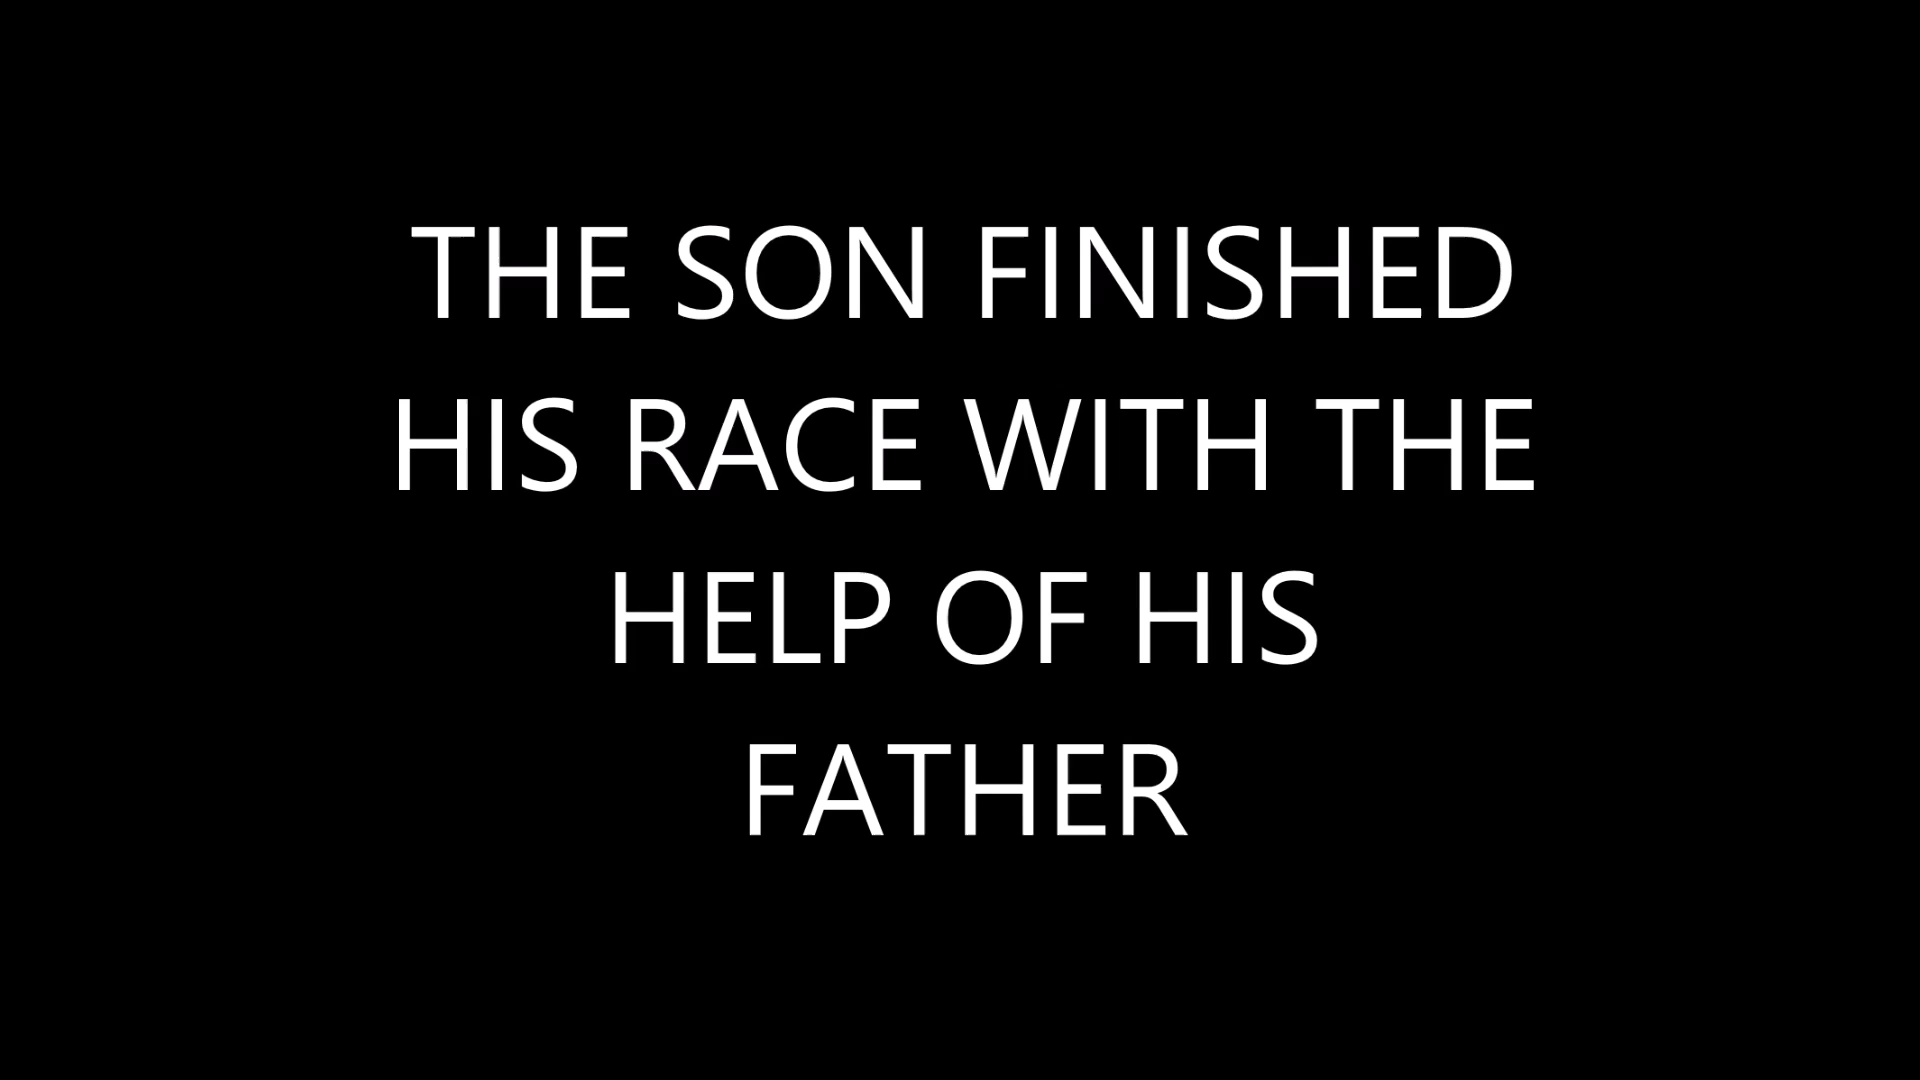 THE SON FINISHED
HIS RACE WITH THE
HELP OF HIS
FATHER